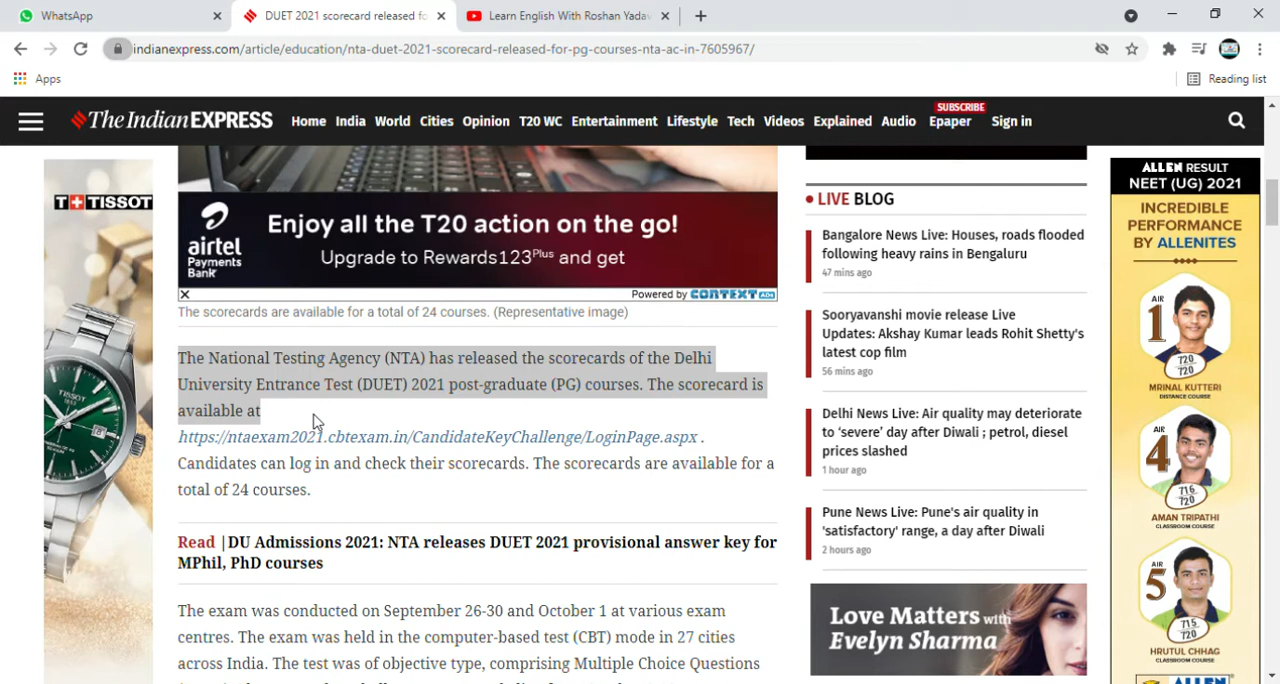 WhatsApp
DUET 2021 scorecard released fo
Learn English With Roshan Yadav
indianexpress.com/article/education/nta-duet-2021-scorecard-released-for-pg-courses-nta-ac-in-7605967/
Apps
Reading list
The Indian EXPRESS
Home India World Cities Opinion T20 WC Entertainment Lifestyle Tech Videos Explained Audio Epaper Sign in
SUBSCRIBE
TISSOT
airtel
Payments
Bank
Enjoy all the T20 action on the go!
Upgrade to Rewards123Plus and get
Powered by CONTEXT ADS
The scorecards are available for a total of 24 courses. (Representative image)
The National Testing Agency (NTA) has released the scorecards of the Delhi
University Entrance Test (DUET) 2021 post-graduate (PG) courses. The scorecard is
available at
https://ntaexam2021.cbtexam.in/CandidateKeyChallenge/LoginPage.aspx .
Candidates can log in and check their scorecards. The scorecards are available for a
total of 24 courses.
Read |DU Admissions 2021: NTA releases DUET 2021 provisional answer key for
MPhil, PhD courses
The exam was conducted on September 26-30 and October 1 at various exam
centres. The exam was held in the computer-based test (CBT) mode in 27 cities
across India. The test was of objective type, comprising Multiple Choice Questions
LIVE BLOG
Bangalore News Live: Houses, roads flooded
following heavy rains in Bengaluru
47 mins ago
Sooryavanshi movie release Live
Updates: Akshay Kumar leads Rohit Shetty's
latest cop film
56 mins ago
Delhi News Live: Air quality may deteriorate
to 'severe' day after Diwali ; petrol, diesel
prices slashed
1 hour ago
Pune News Live: Pune's air quality in
'satisfactory' range, a day after Diwali
2 hours ago
Love Matters with
Evelyn Sharma
ALLEN RESULT
NEET (UG) 2021
INCREDIBLE
PERFORMANCE
BY ALLENITES
AIR
1
720
720
MRINAL KUTTERI
DISTANCE COURSE
AIR
4
716
720
AMAN TRIPATHI
CLASSROOM COURSE
AIR
5
715
720
HRUTUL CHHAG
CLASSROOM COURSE